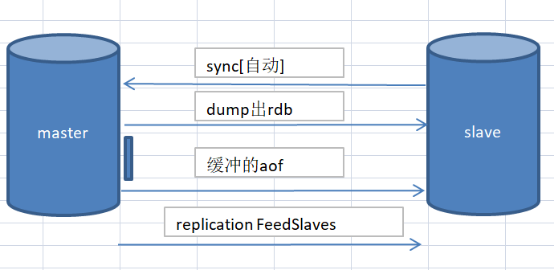 sync[自动]
dump出rdb
master
slave
缓冲的aof
replication FeedSlaves